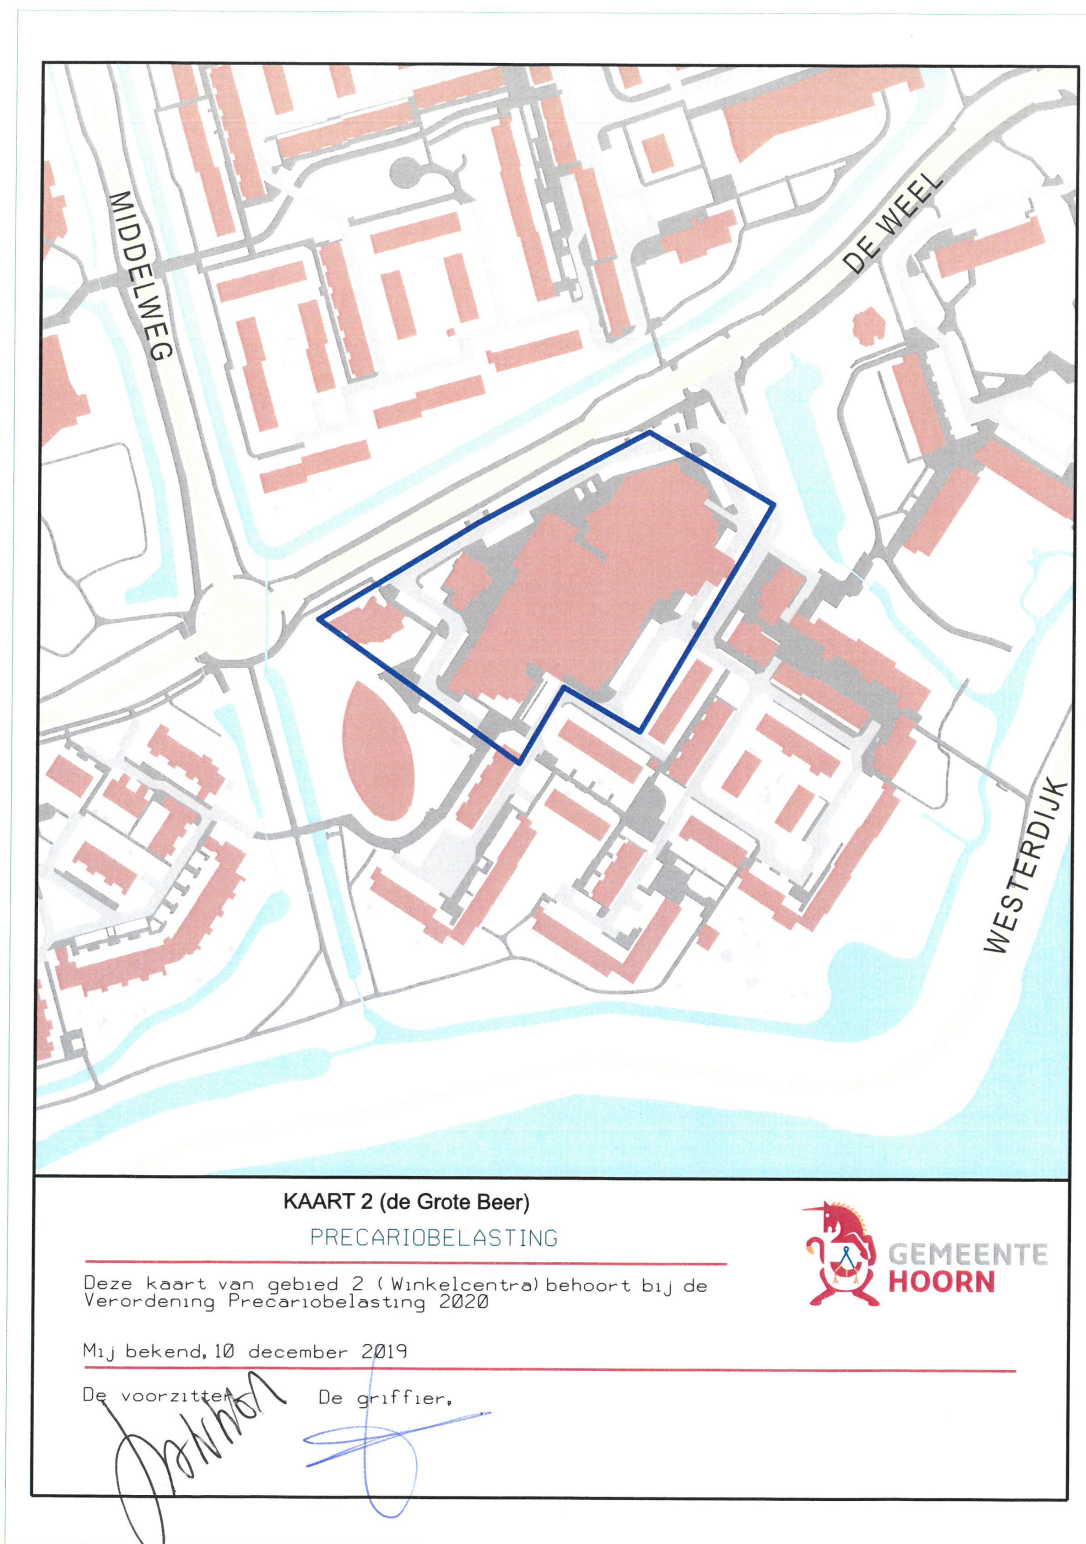 MIDDELWEG
DE WEEL
WESTERDIJK
KAART 2 (de Grote Beer)
PRECARIOBELASTING
Deze kaart van gebied 2 (Winkelcentra) behoort bij de
Verordening Precariobelasting 2020
Mij bekend, 10 december 2019
De voorzitter,
De griffier,
GEMEENTE
HOORN